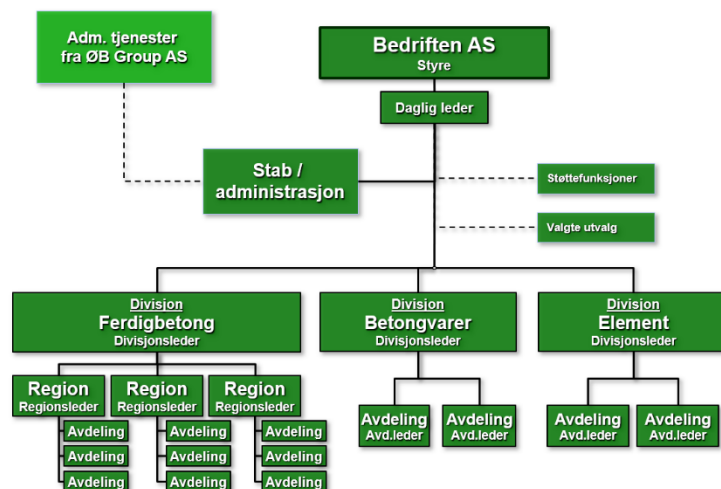 Adm. tjenester
fra ØB Group AS
Bedriften AS
Styre
Daglig leder
Stab /
administrasjon
Støttefunksjoner
Valgte utvalg
Divisjon
Ferdigbetong
Divisjonsleder
Divisjon
Betongvarer
Divisjonsleder
Divisjon
Element
Divisjonsleder
Region
Regionsleder
Region
Regionsleder
Region
Regionsleder
Avdeling
Avdeling
Avdeling
Avdeling
Avdeling
Avdeling
Avdeling
Avdeling
Avdeling
Avdeling
Avd.leder
Avdeling
Avd.leder
Avdeling
Avd.leder
Avdeling
Avd.leder